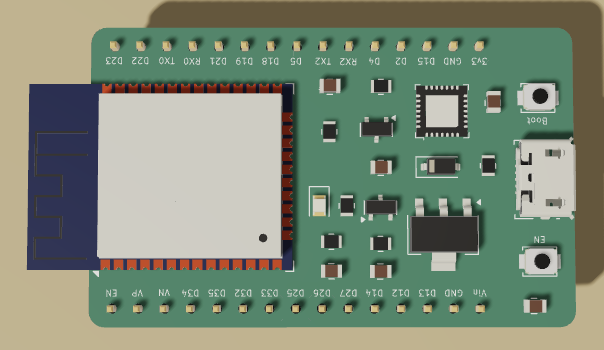 Vin GND D13 D12 D14 D27 D26 D25 D33 D32 D35 D34 VN VP EN
EN
Boot
3v3 GND D15 D2 D4 RX2 TX2 D5 D18 D19 D21 RX0 TX0 D22 D23